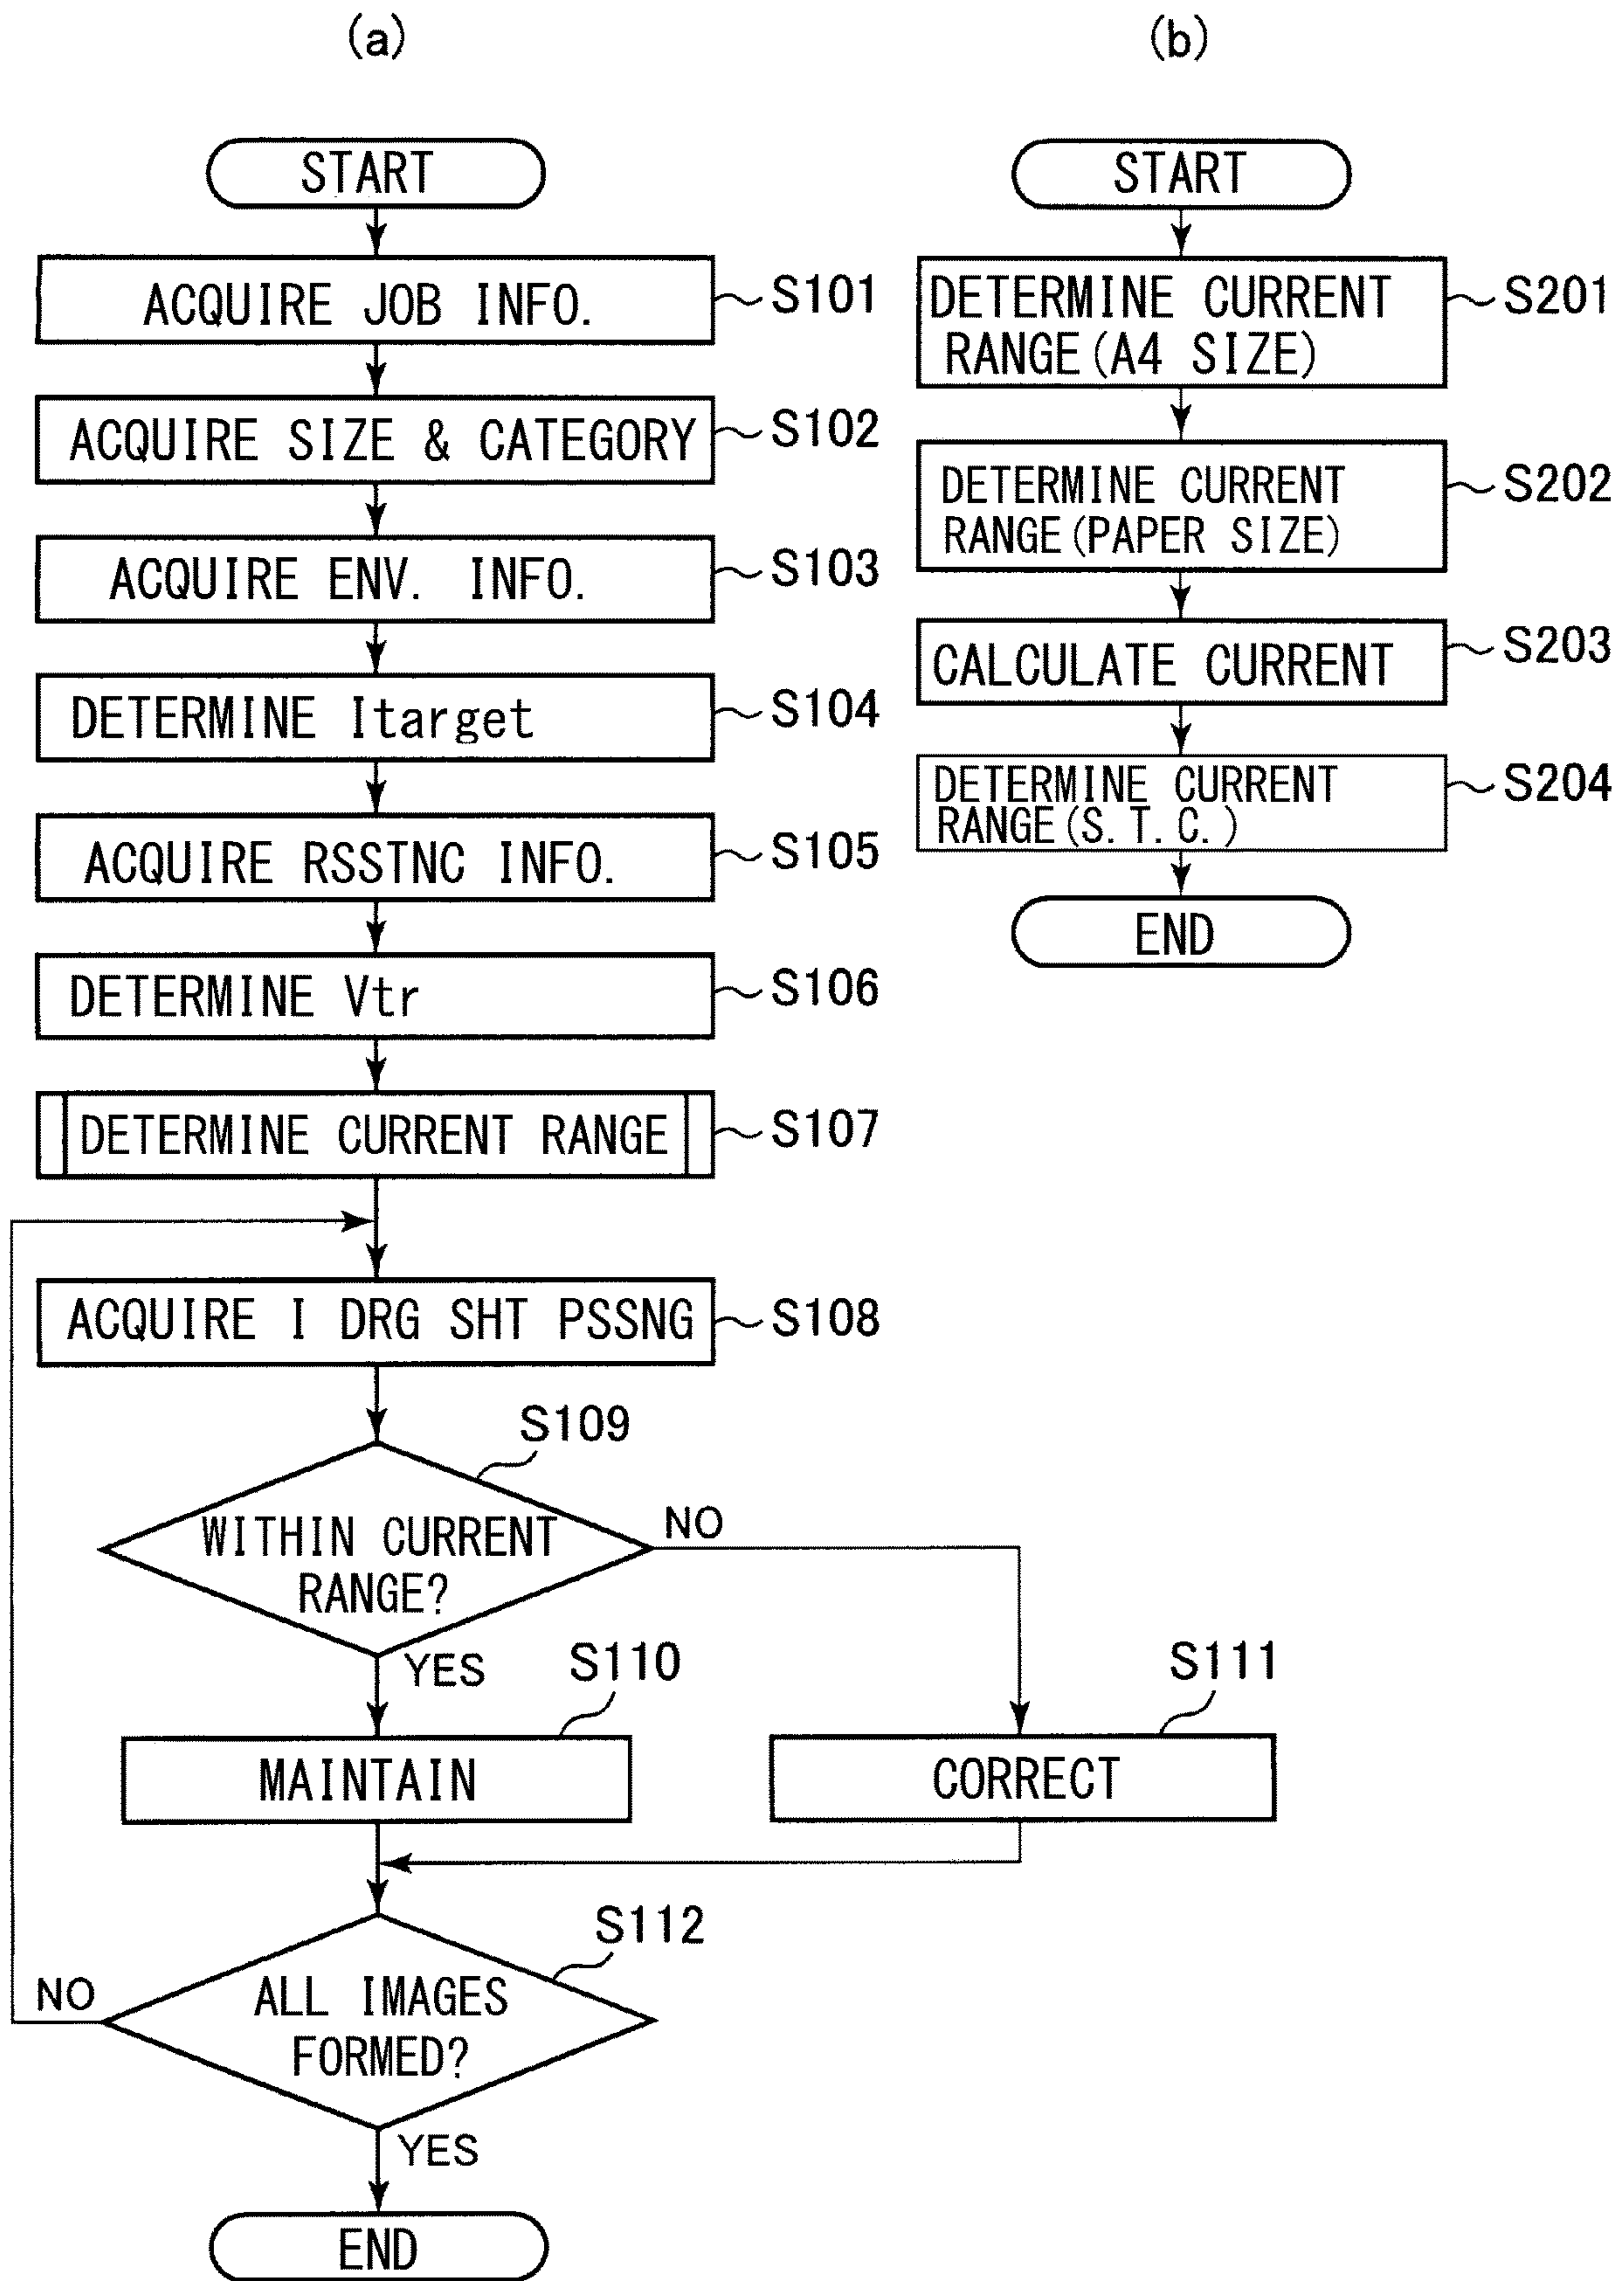 (a)
START
ACQUIRE JOB INFO.
S101
ACQUIRE SIZE & CATEGORY
S102
ACQUIRE ENV. INFO.
S103
DETERMINE Itarget
S104
ACQUIRE RSSTNC INFO.
S105
DETERMINE Vtr
S106
DETERMINE CURRENT RANGE
S107
ACQUIRE I DRG SHT PSSNG
S108
S109
WITHIN CURRENT
RANGE?
NO
YES
S110
MAINTAIN
S111
CORRECT
S112
ALL IMAGES
FORMED?
NO
YES
END
(b)
START
DETERMINE CURRENT
RANGE(A4 SIZE)
S201
DETERMINE CURRENT
RANGE(PAPER SIZE)
S202
CALCULATE CURRENT
S203
DETERMINE CURRENT
RANGE(S.T.C.)
S204
END